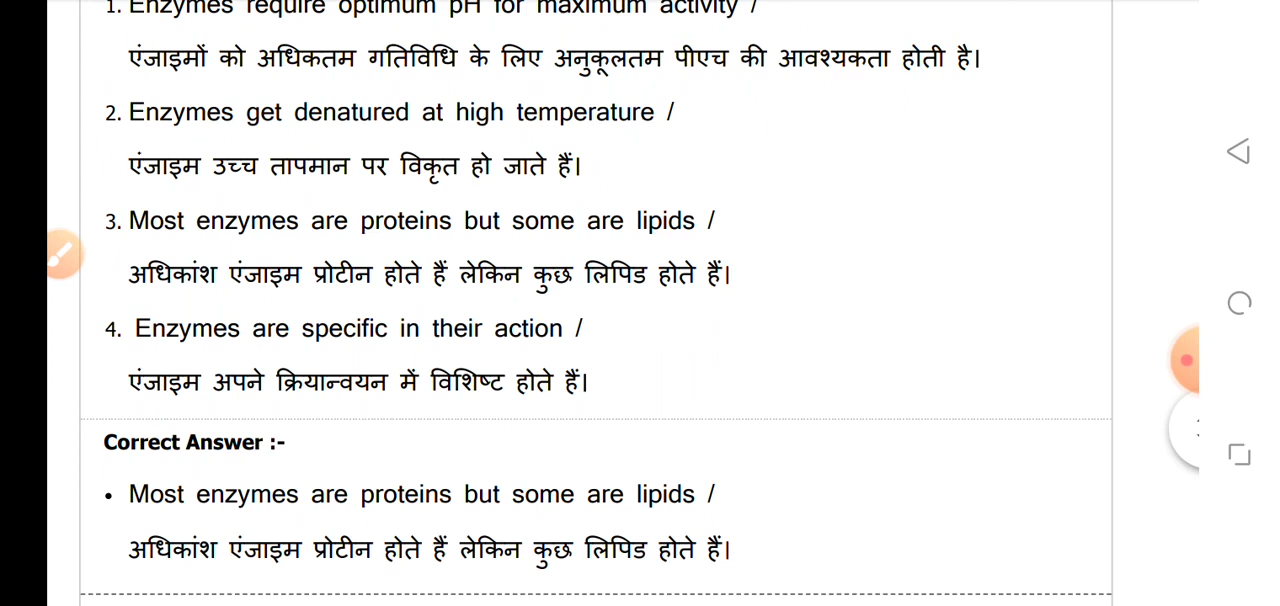 1. Enzymes require optimum pH for maximum activity /
एंजाइमों को अधिकतम गतिविधि के लिए अनुकूलतम पीएच की आवश्यकता होती है।
2. Enzymes get denatured at high temperature /
एंजाइम उच्च तापमान पर विकृत हो जाते हैं।
3. Most enzymes are proteins but some are lipids /
अधिकांश एंजाइम प्रोटीन होते हैं लेकिन कुछ लिपिड होते हैं।
4. Enzymes are specific in their action /
एंजाइम अपने क्रियान्वयन में विशिष्ट होते हैं।
Correct Answer :-
• Most enzymes are proteins but some are lipids /
अधिकांश एंजाइम प्रोटीन होते हैं लेकिन कुछ लिपिड होते हैं।